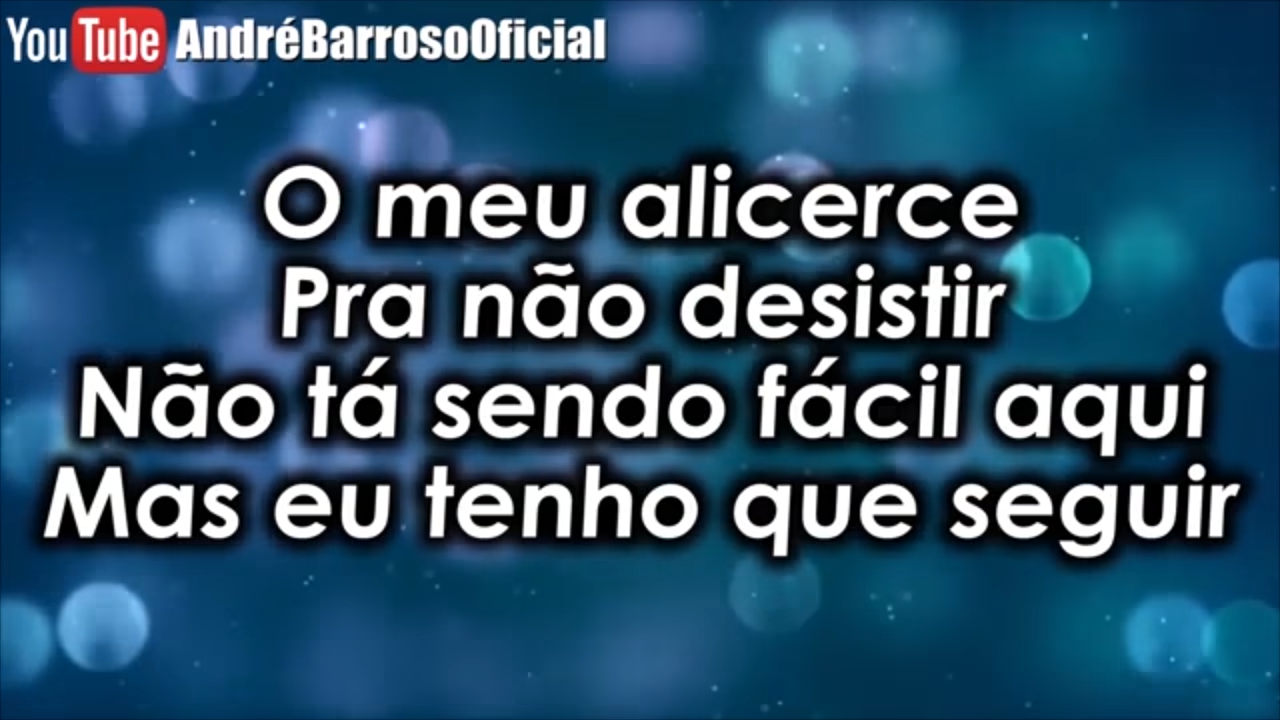 YouTube AndréBarrosoOficial
O meu alicerce
Pra não desistir
Não tá sendo fácil aqui
Mas eu tenho que seguir